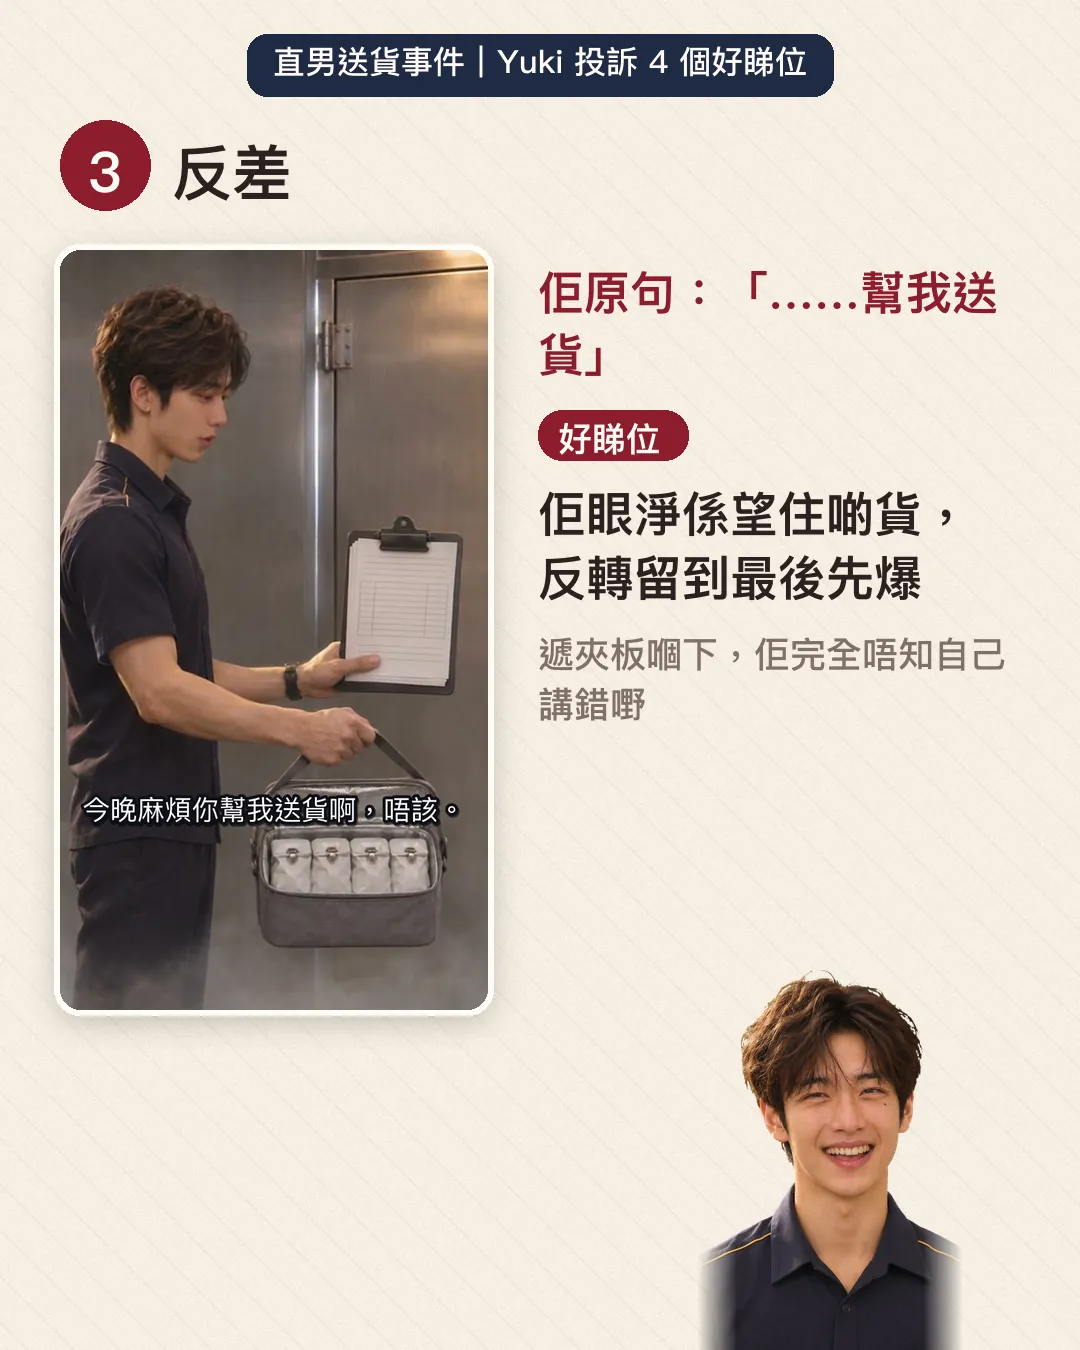 直男送貨事件｜Yuki 投訴 4 個好睇位
3 反差
佢原句：「……幫我送
貨」
好睇位
佢眼淨係望住啲貨，
反轉留到最後先爆
遞夾板嗰下，佢完全唔知自己
講錯嘢
今晚麻煩你幫我送貨啊，唔該。